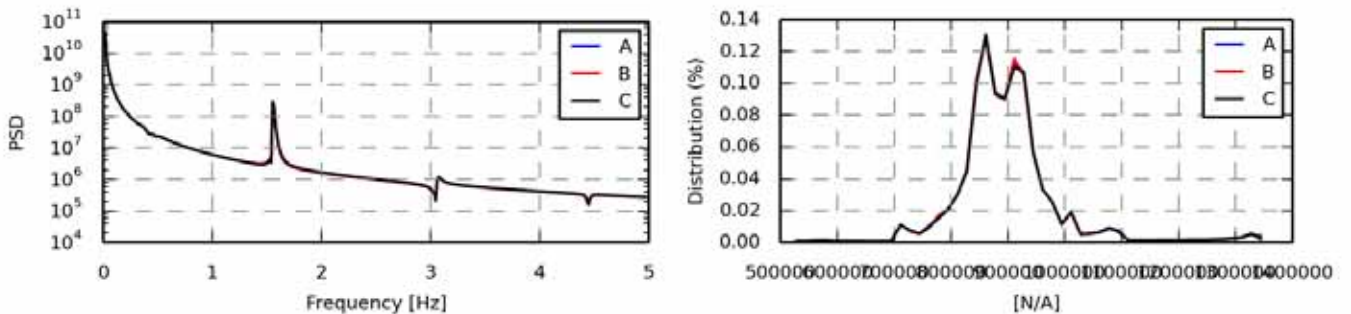 10¹¹
10¹⁰
10⁹
10⁸
10⁷
10⁶
10⁵
10⁴
PSD
A
B
C
0 1 2 3 4 5
Frequency [Hz]
0.14
0.12
0.10
0.08
0.06
0.04
0.02
0.00
Distribution (%)
A
B
C
[N/A]